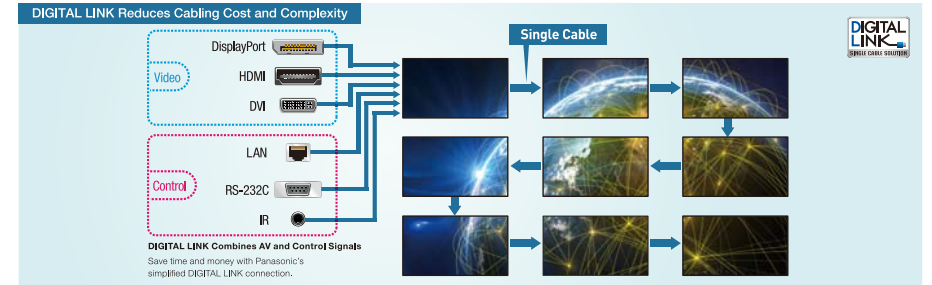 DIGITAL LINK Reduces Cabling Cost and Complexity
DIGITAL
LINK
SINGLE CABLE SOLUTION
Single Cable
Video
DisplayPort
HDMI
DVI
Control
LAN
RS-232C
IR
DIGITAL LINK Combines AV and Control Signals
Save time and money with Panasonic's
simplified DIGITAL LINK connection.